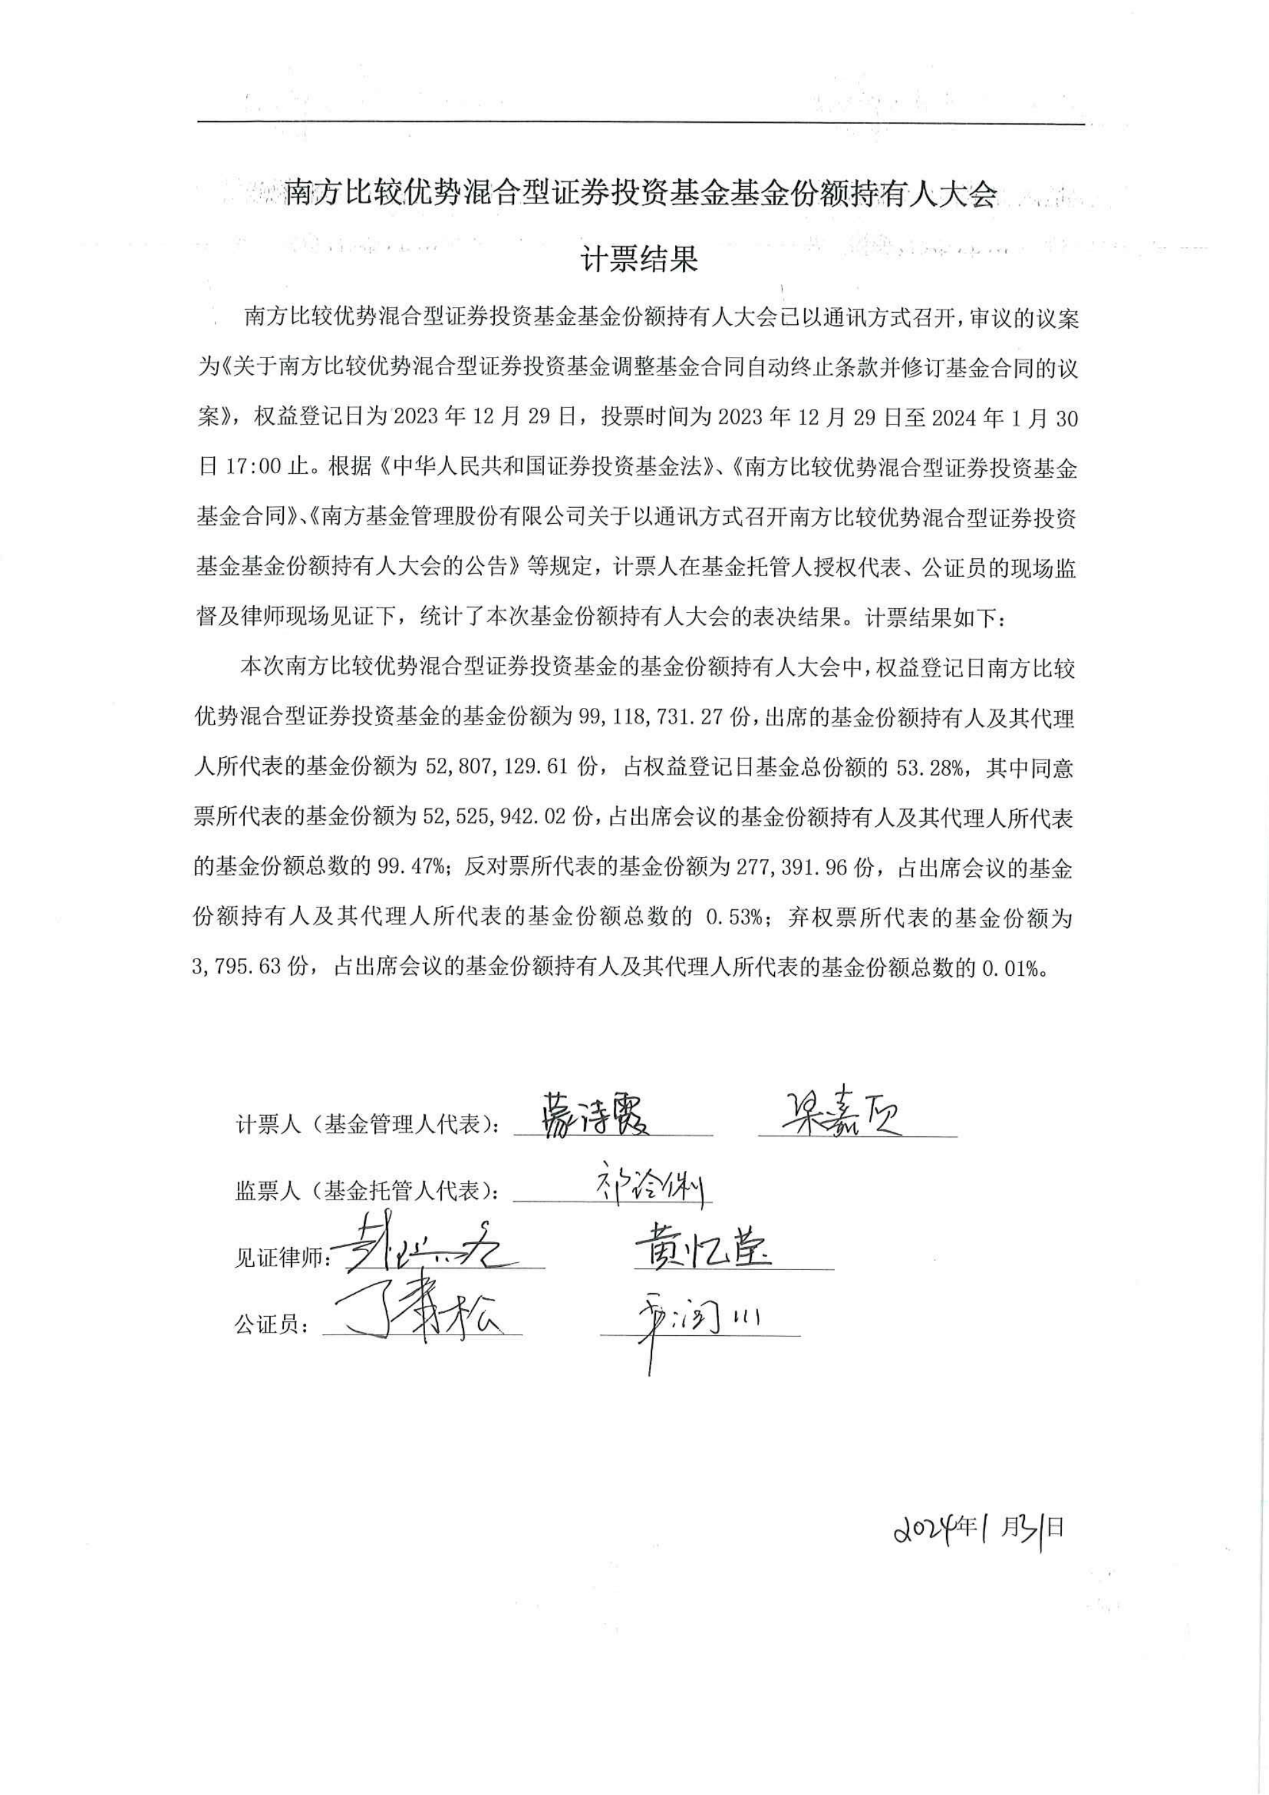 南方比较优势混合型证券投资基金基金份额持有人大会
计票结果
南方比较优势混合型证券投资基金基金份额持有人大会已以通讯方式召开，审议的议案
为《关于南方比较优势混合型证券投资基金调整基金合同自动终止条款并修订基金合同的议
案》，权益登记日为2023年12月29日，投票时间为2023年12月29日至2024年1月30
日17:00止。根据《中华人民共和国证券投资基金法》、《南方比较优势混合型证券投资基金
基金合同》、《南方基金管理股份有限公司关于以通讯方式召开南方比较优势混合型证券投资
基金基金份额持有人大会的公告》等规定，计票人在基金托管人授权代表、公证员的现场监
督及律师现场见证下，统计了本次基金份额持有人大会的表决结果。计票结果如下：
本次南方比较优势混合型证券投资基金的基金份额持有人大会中，权益登记日南方比较
优势混合型证券投资基金的基金份额为99,118,731.27份，出席的基金份额持有人及其代理
人所代表的基金份额为52,807,129.61份，占权益登记日基金总份额的53.28%，其中同意
票所代表的基金份额为52,525,942.02份，占出席会议的基金份额持有人及其代理人所代表
的基金份额总数的99.47%；反对票所代表的基金份额为277,391.96份，占出席会议的基金
份额持有人及其代理人所代表的基金份额总数的0.53%；弃权票所代表的基金份额为
3,795.63份，占出席会议的基金份额持有人及其代理人所代表的基金份额总数的0.01%。
计票人（基金管理人代表）： 蒙诗霞 梁嘉欣
监票人（基金托管人代表）：
见证律师： 黄忆莹
公证员： 丁青松
2024年1月31日